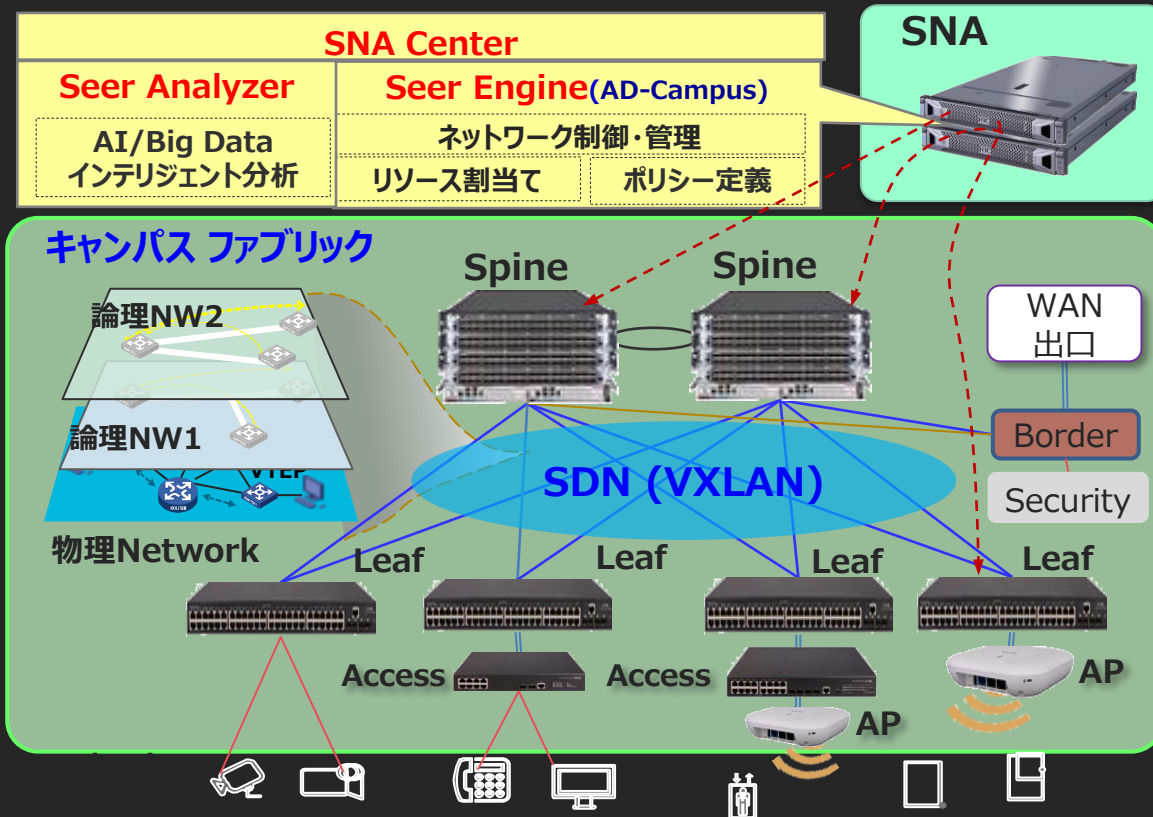 SNA Center
SNA
Seer Analyzer
Seer Engine(AD-Campus)
AI/Big Data
インテリジェント分析
ネットワーク制御・管理
リソース割当て
ポリシー定義
キャンパス ファブリック
Spine
Spine
論理NW2
論理NW1
VTEP
ROUTER
物理Network
WAN
出口
Border
Security
SDN (VXLAN)
Leaf
Leaf
Leaf
Leaf
Access
Access
AP
AP